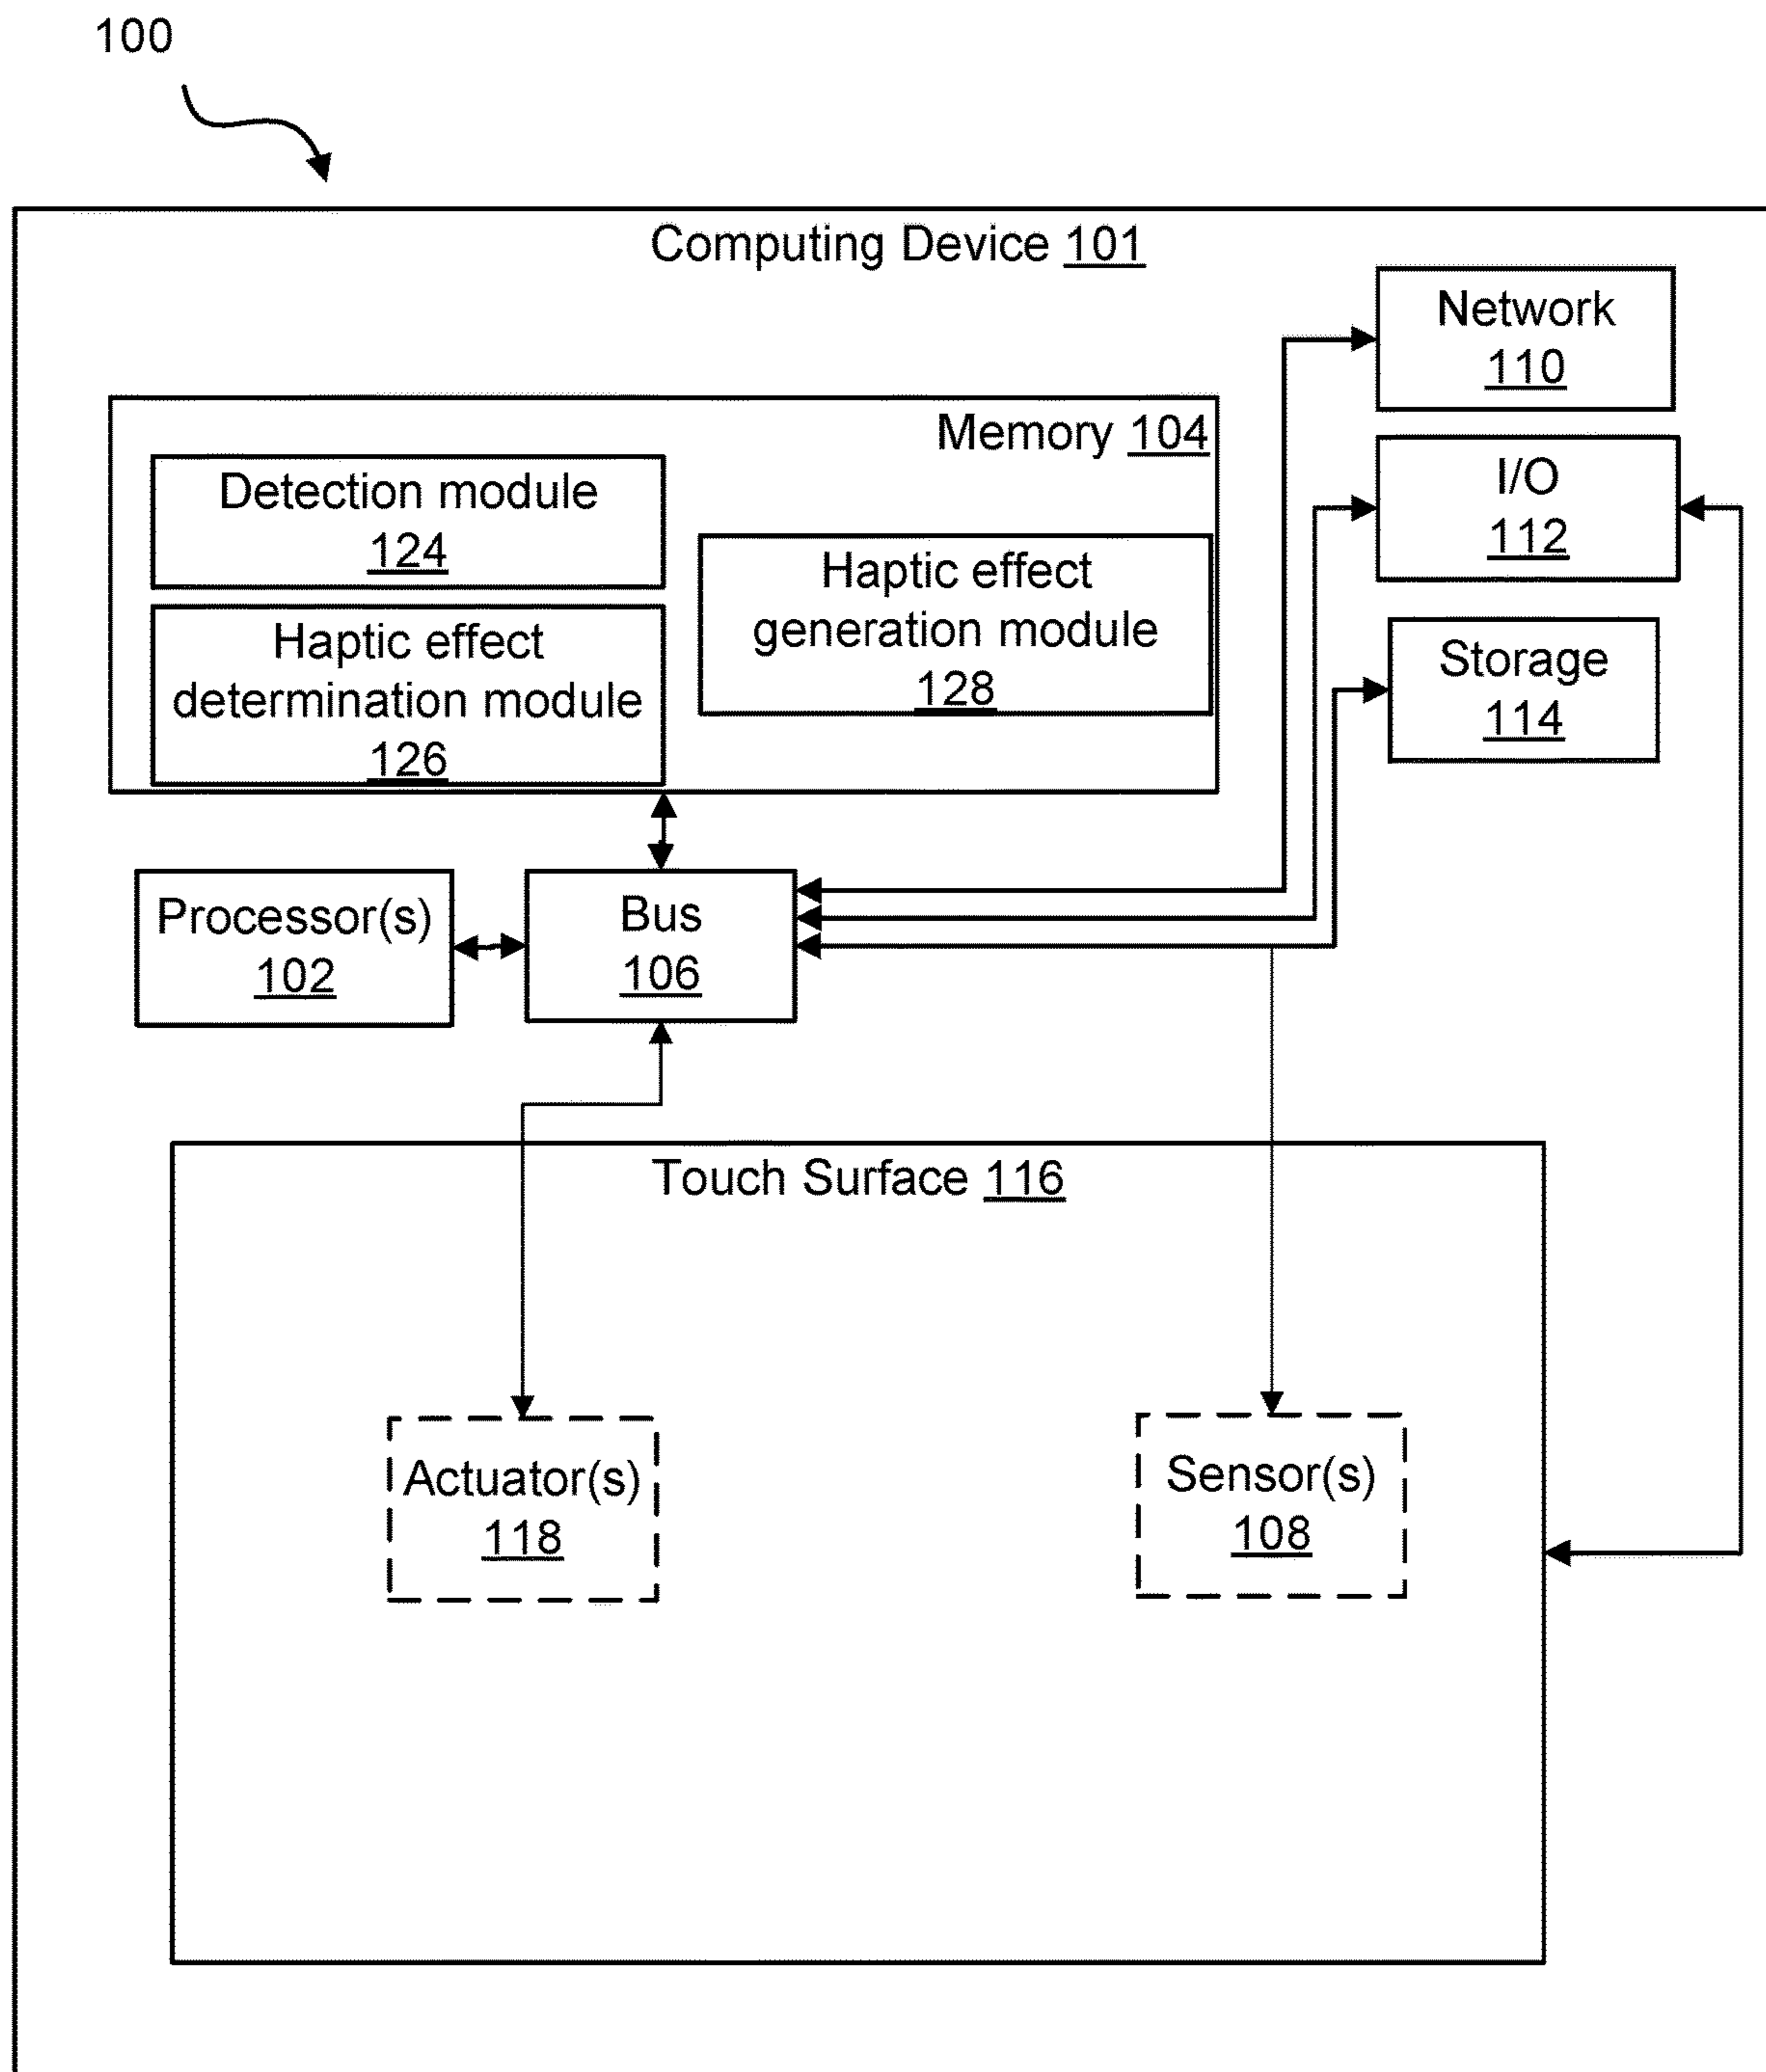 100
Computing Device 101
Network
110
Memory 104
I/O
112
Detection module
124
Haptic effect
generation module
128
Haptic effect
determination module
126
Storage
114
Processor(s)
102
Bus
106
Touch Surface 116
Actuator(s)
118
Sensor(s)
108